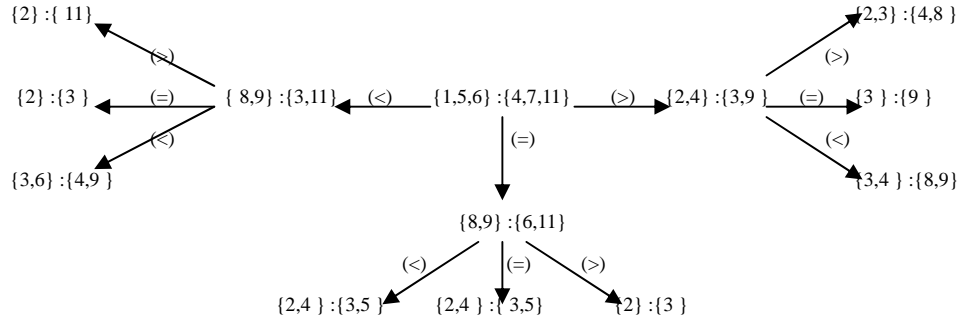 {2} :{ 11}
{2,3} :{4,8 }
(>)
(>)
{2} :{3 }
(=)
{ 8,9} :{3,11}
(<)
{1,5,6} :{4,7,11}
(>)
{2,4} :{3,9 }
(=)
{3 } :{9 }
(<)
(=)
(<)
{3,6} :{4,9 }
{3,4 } :{8,9}
{8,9} :{6,11}
(<)
(=)
(>)
{2,4 } :{3,5 }
{2,4 } :{ 3,5}
{2} :{3 }